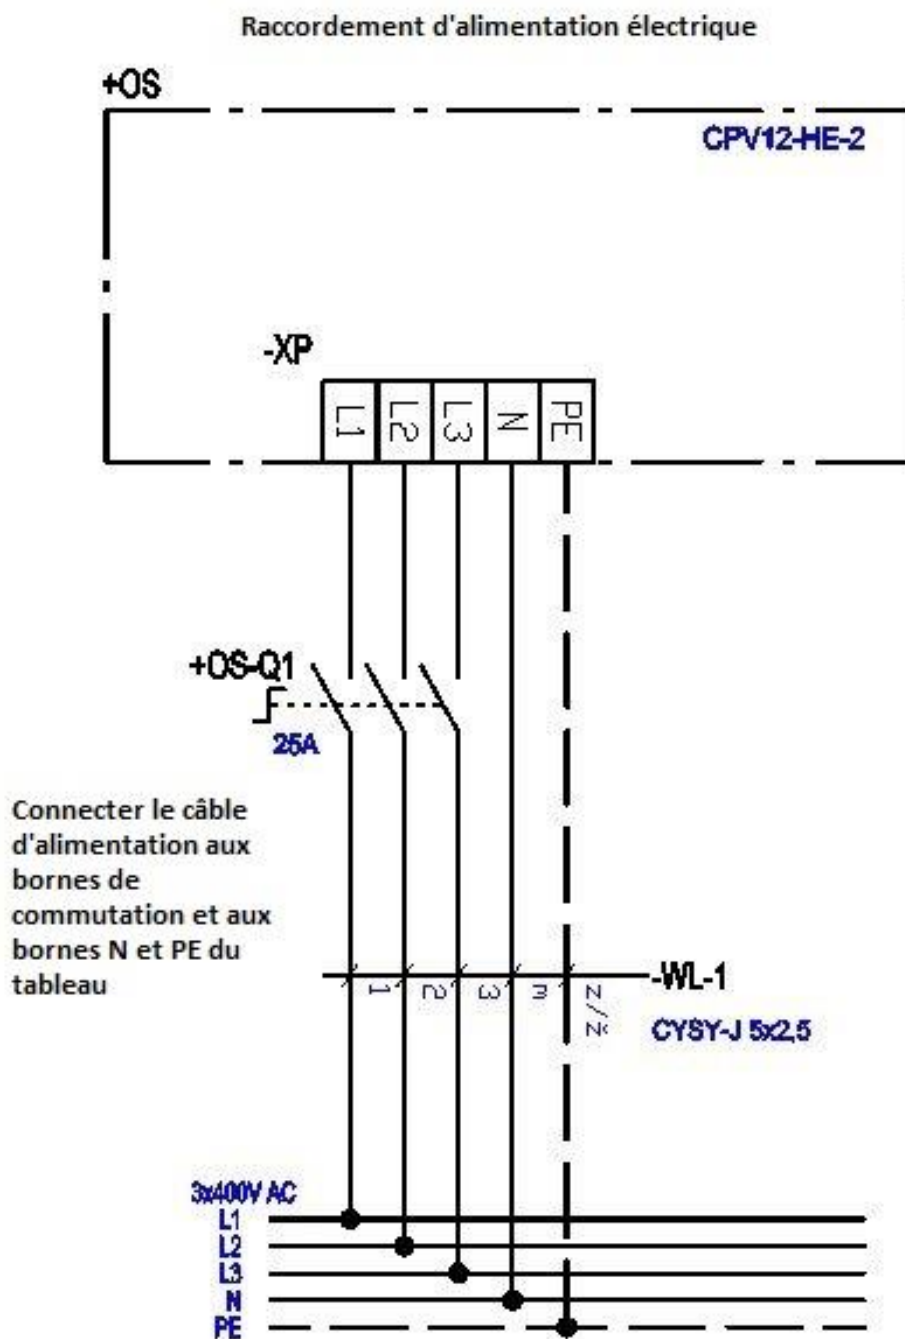 Raccordement d'alimentation électrique
+OS
CPV12-HE-2
-XP
L1 L2 L3 N PE
+OS-Q1
25A
Connecter le câble
d'alimentation aux
bornes de
commutation et aux
bornes N et PE du
tableau
1 2 3 m z/ž
-WL-1
CYSY-J 5x2,5
3x400V AC
L1
L2
L3
N
PE